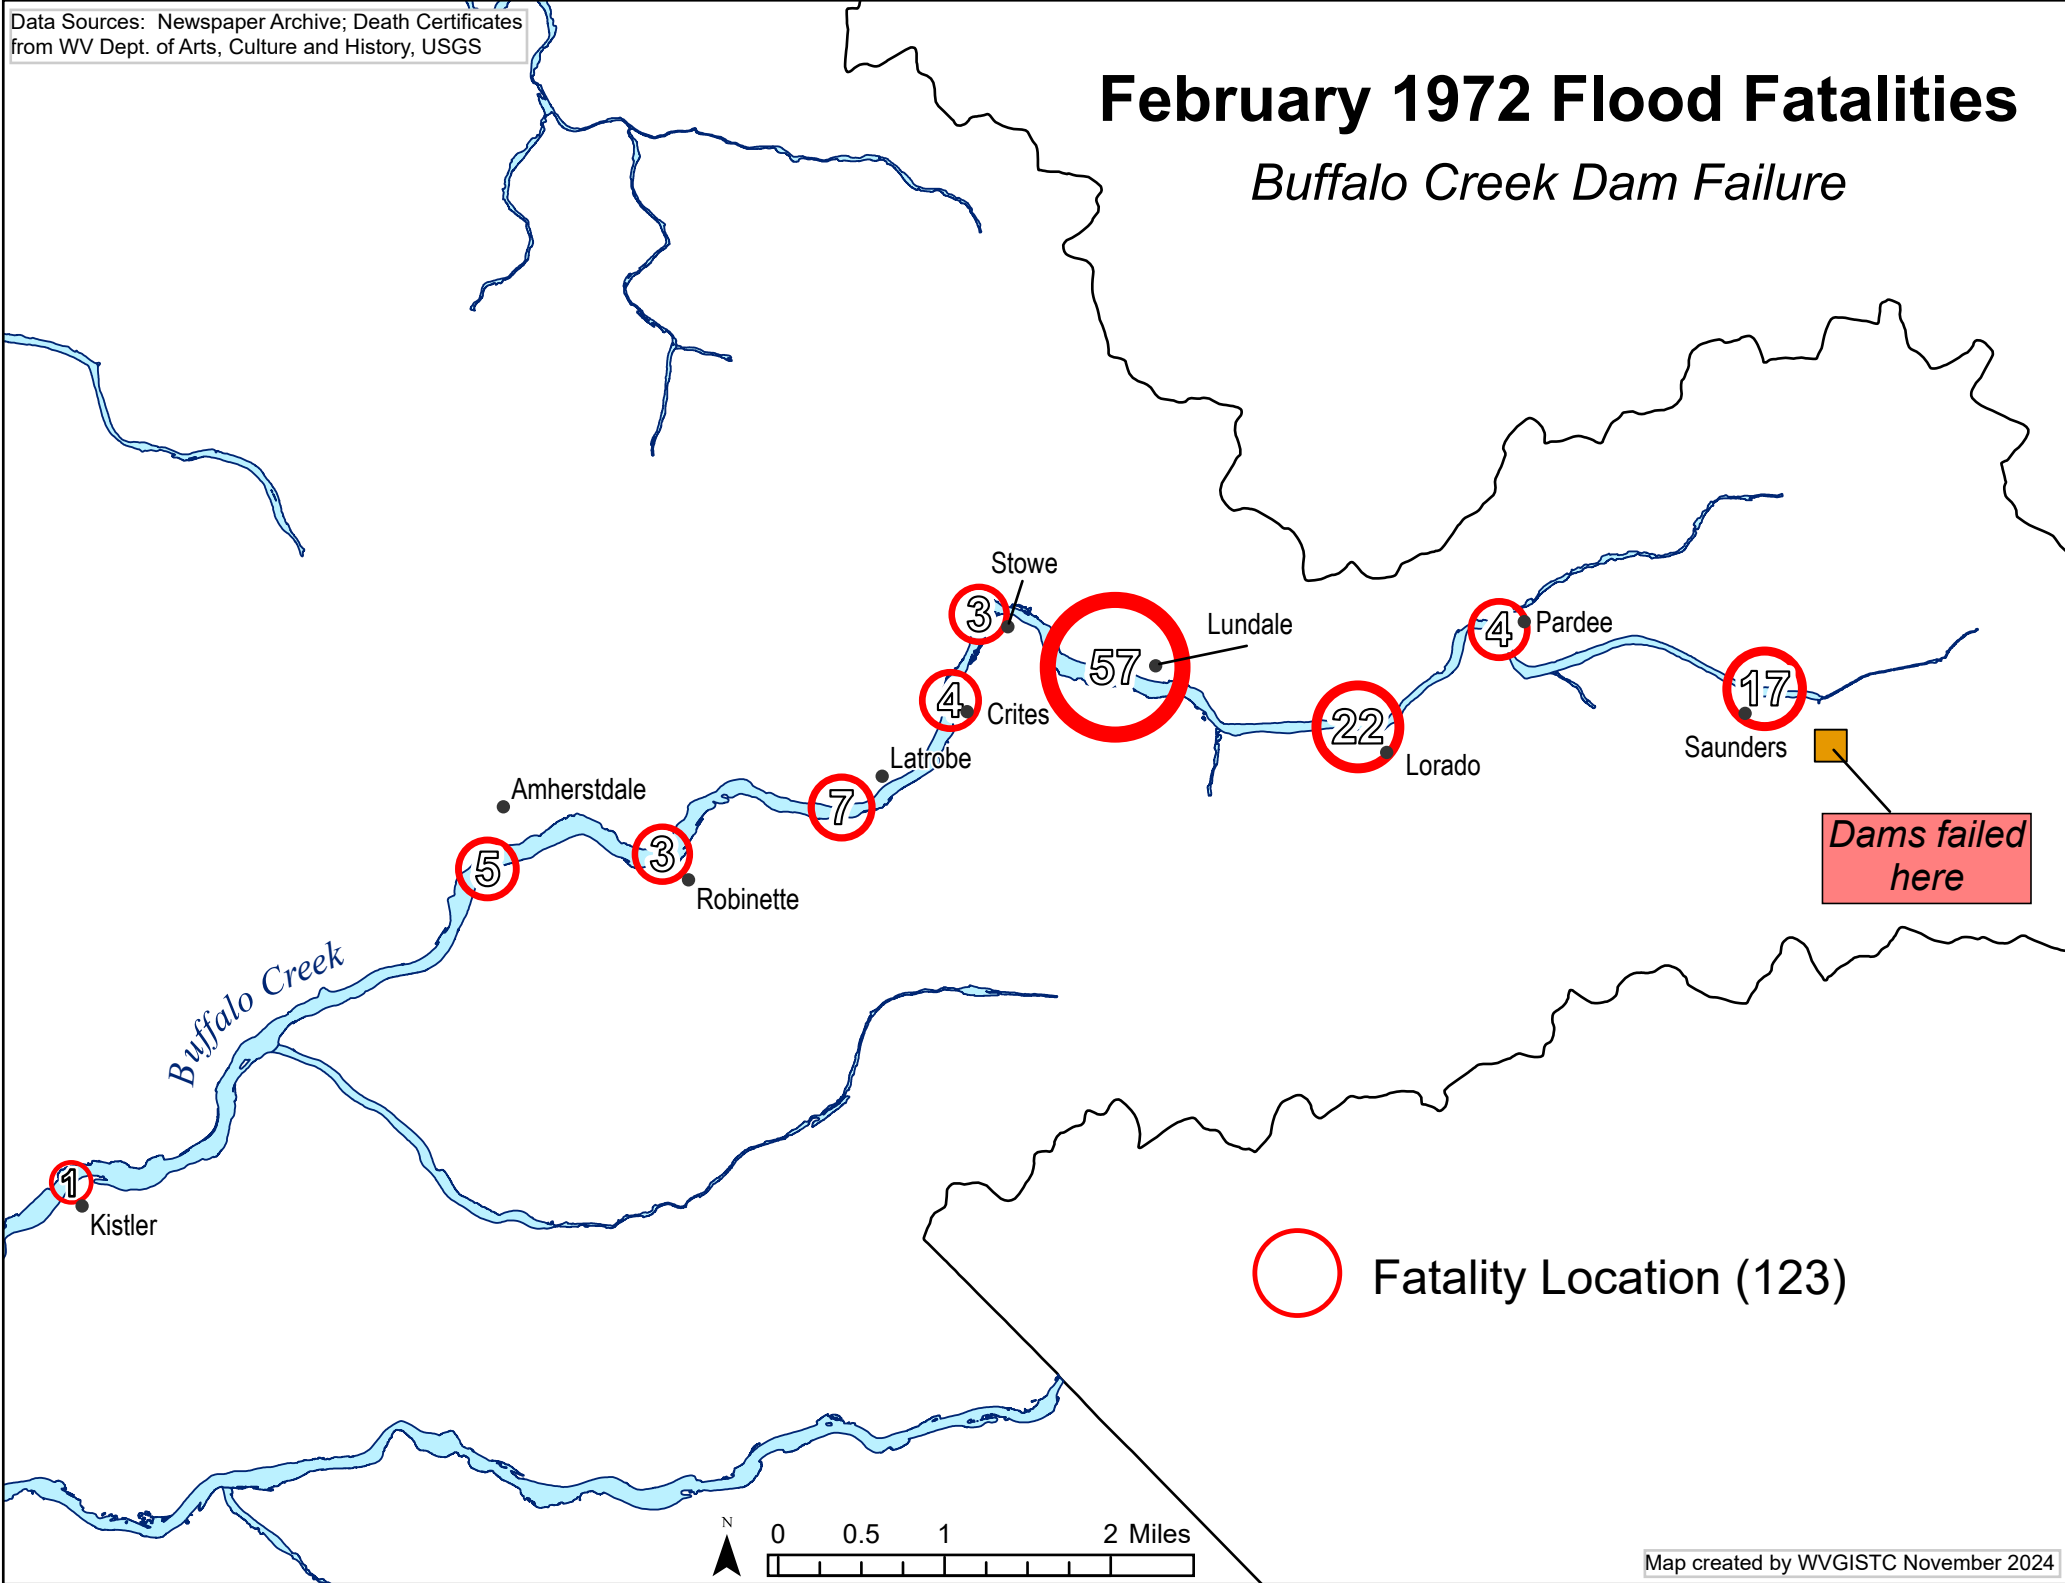 Data Sources:  Newspaper Archive; Death Certificates
from WV Dept. of Arts, Culture and History, USGS
February 1972 Flood Fatalities
Buffalo Creek Dam Failure
Stowe
3
Lundale
57
4
Pardee
17
4
Crites
22
Saunders
Lorado
Latrobe
7
Amherstdale
5
3
Robinette
Dams failed
here
Buffalo Creek
1
Kistler
Fatality Location (123)
N
0 0.5 1 2 Miles
Map created by WVGISTC November 2024